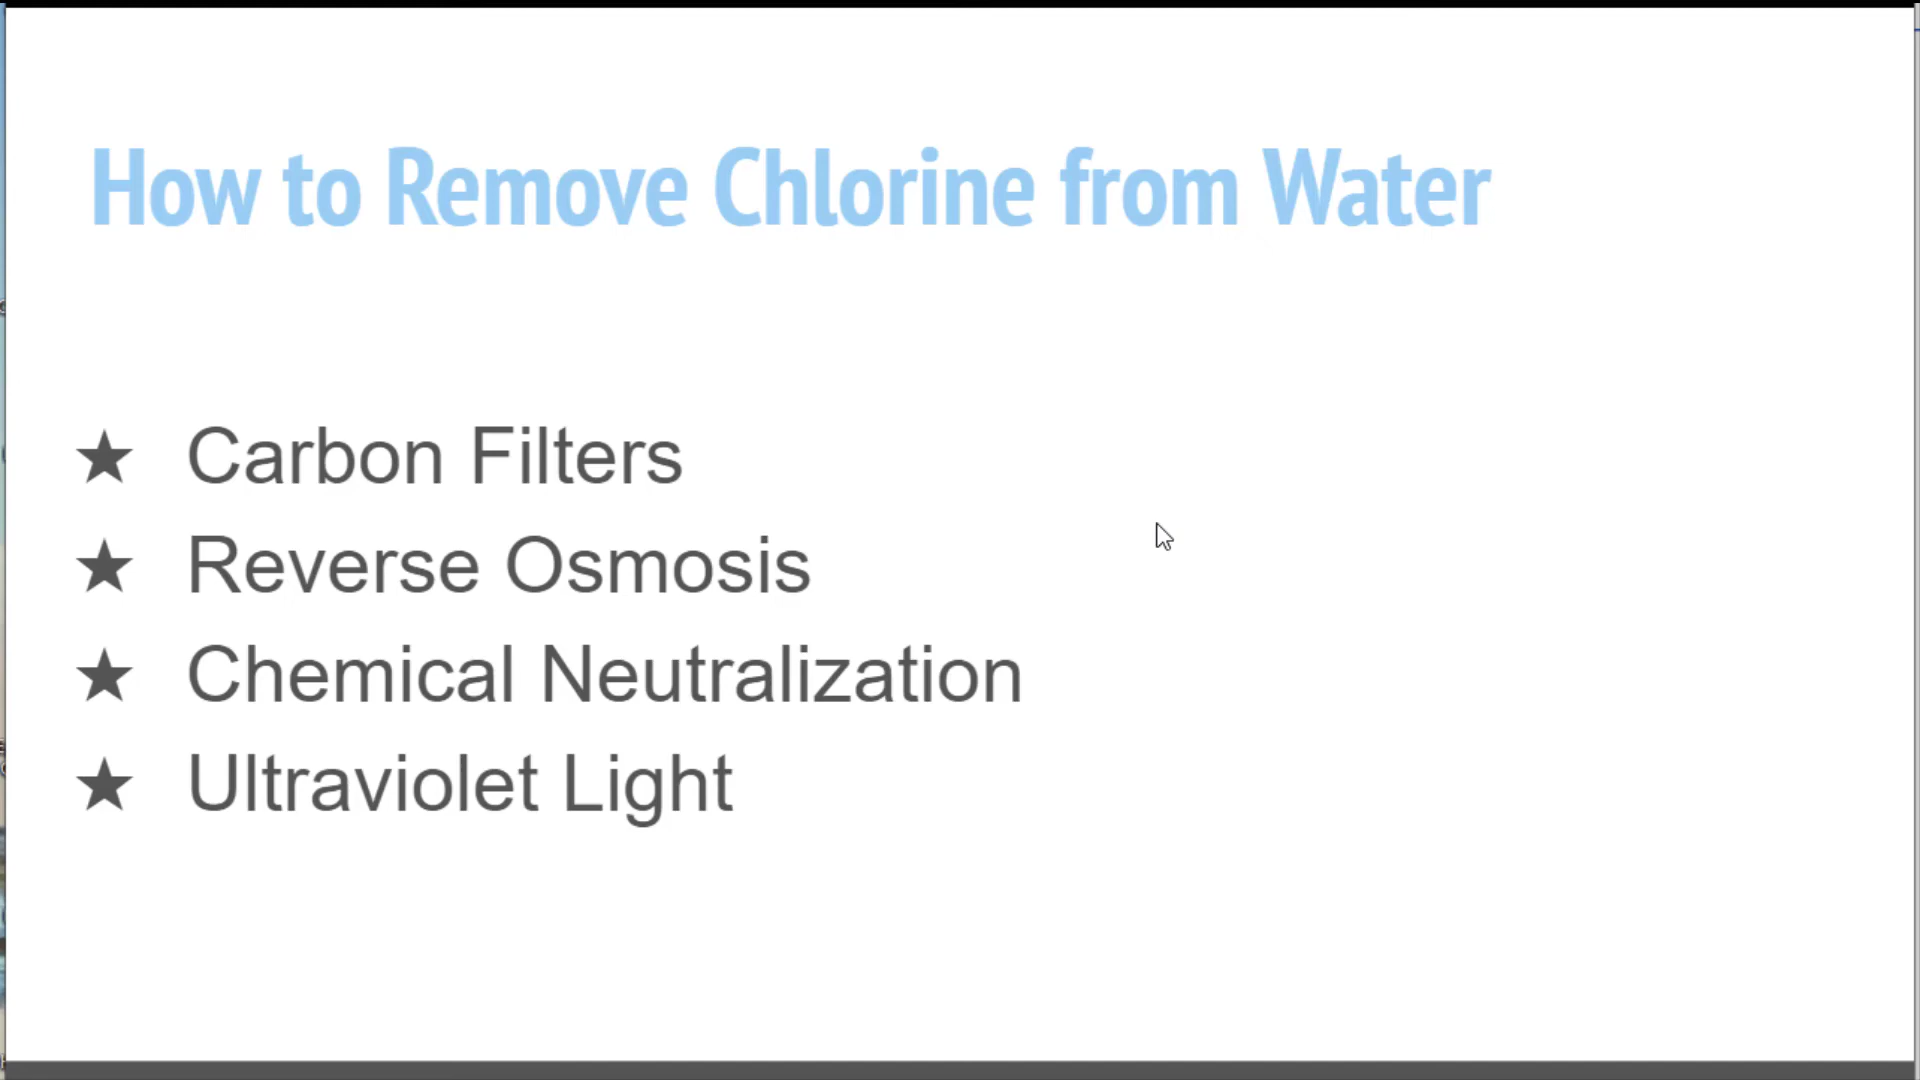 How to Remove Chlorine from Water
★ Carbon Filters
★ Reverse Osmosis
★ Chemical Neutralization
★ Ultraviolet Light